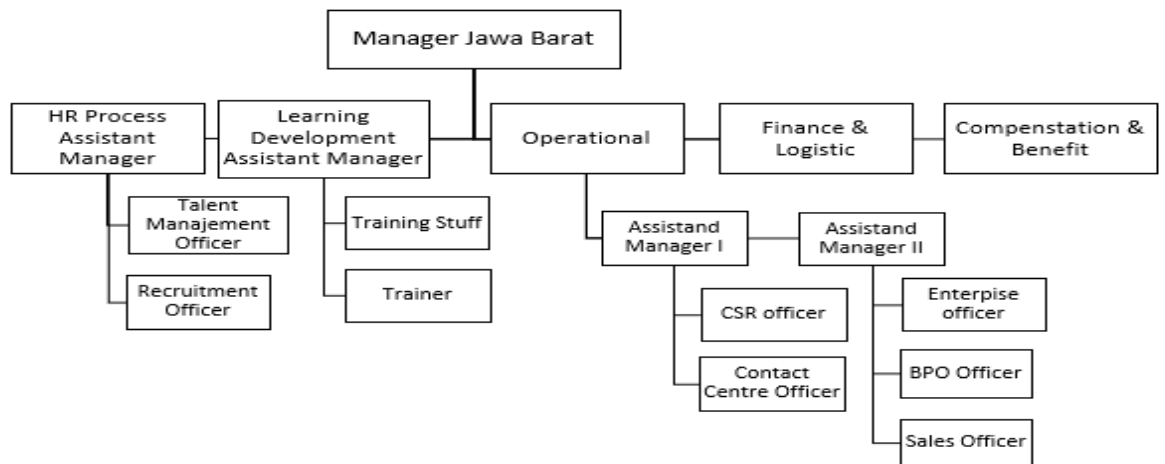 Manager Jawa Barat
HR Process
Assistant
Manager
Learning
Development
Assistant Manager
Operational
Finance &
Logistic
Compenstation &
Benefit
Talent
Manajement
Officer
Recruitment
Officer
Training Stuff
Trainer
Assistand
Manager I
Assistand
Manager II
CSR officer
Contact
Centre Officer
Enterpise
officer
BPO Officer
Sales Officer